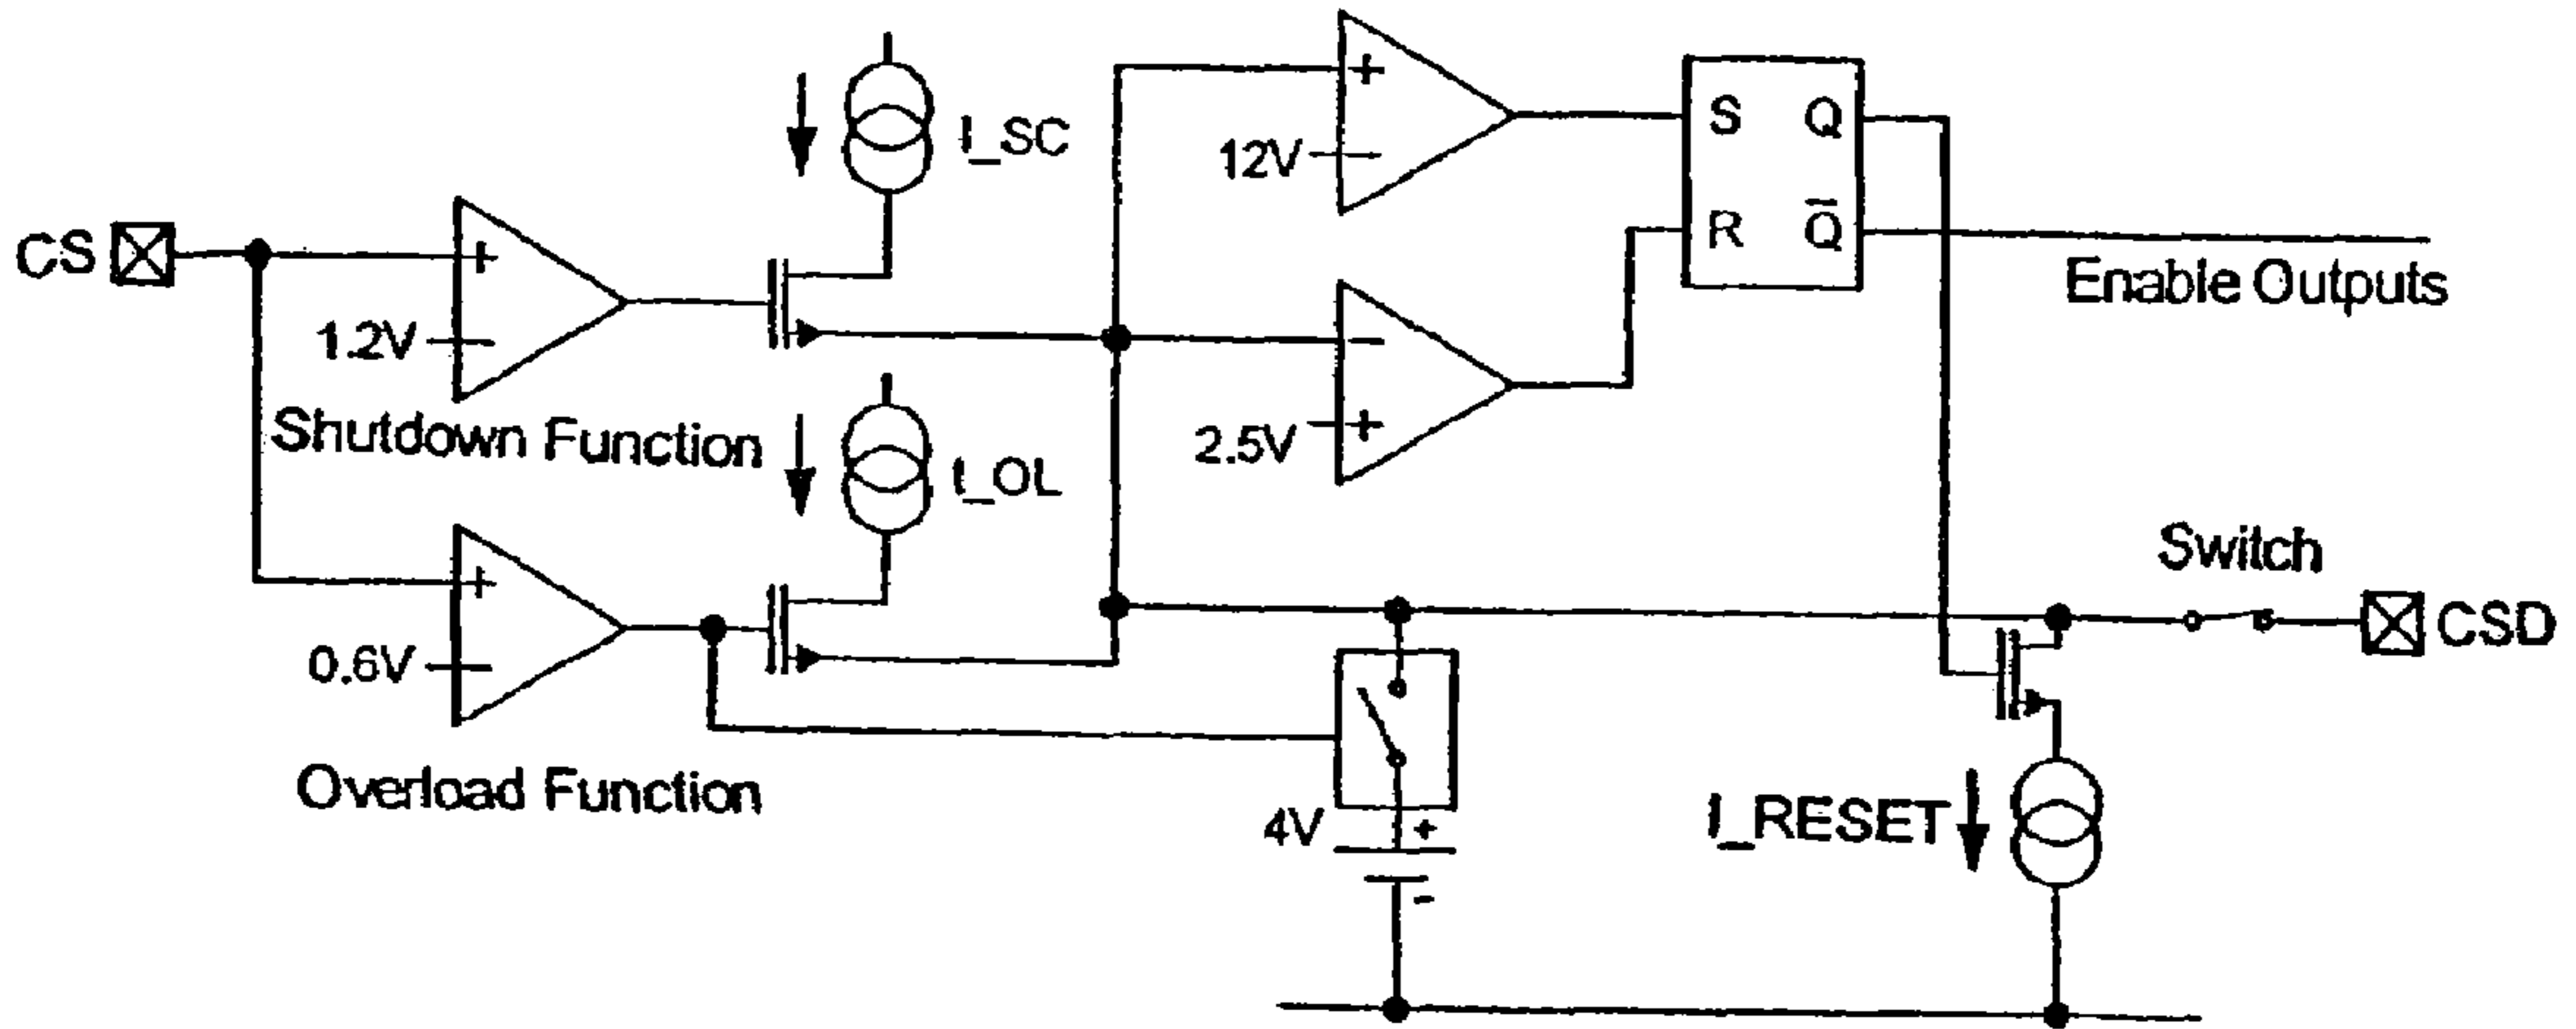 I_SC
12V
S Q
R Q̅
CS
1.2V
Shutdown Function
Enable Outputs
I_OL
2.5V
Switch
CSD
0.6V
Overload Function
4V
I_RESET